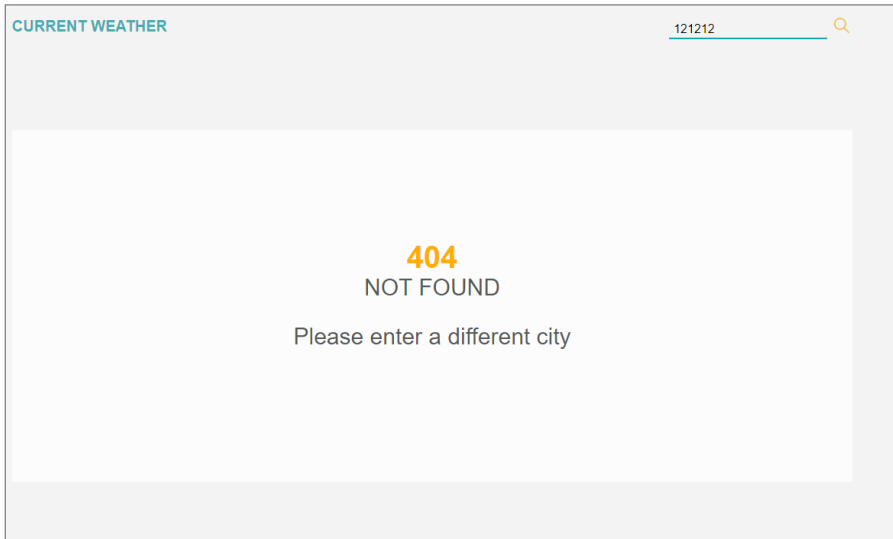 CURRENT WEATHER
121212
404
NOT FOUND
Please enter a different city